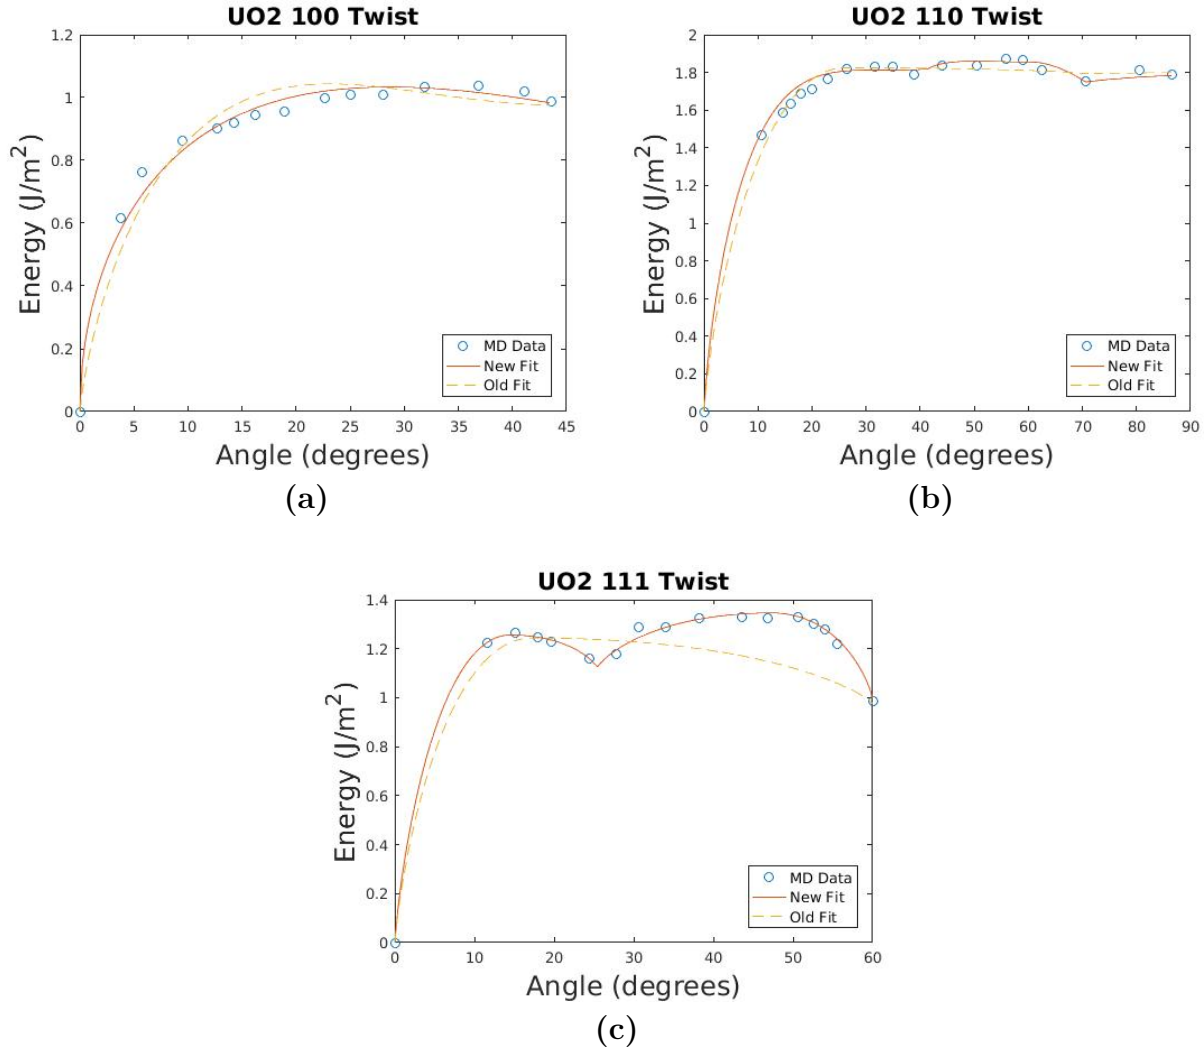 UO2 100 Twist
1.2
1
0.8
0.6
0.4
0.2
0
Energy (J/m²)
MD Data
New Fit
Old Fit
0 5 10 15 20 25 30 35 40 45
Angle (degrees)
(a)
UO2 110 Twist
2
1.8
1.6
1.4
1.2
1
0.8
0.6
0.4
0.2
0
Energy (J/m²)
MD Data
New Fit
Old Fit
0 10 20 30 40 50 60 70 80 90
Angle (degrees)
(b)
UO2 111 Twist
1.4
1.2
1
0.8
0.6
0.4
0.2
0
Energy (J/m²)
MD Data
New Fit
Old Fit
0 10 20 30 40 50 60
Angle (degrees)
(c)